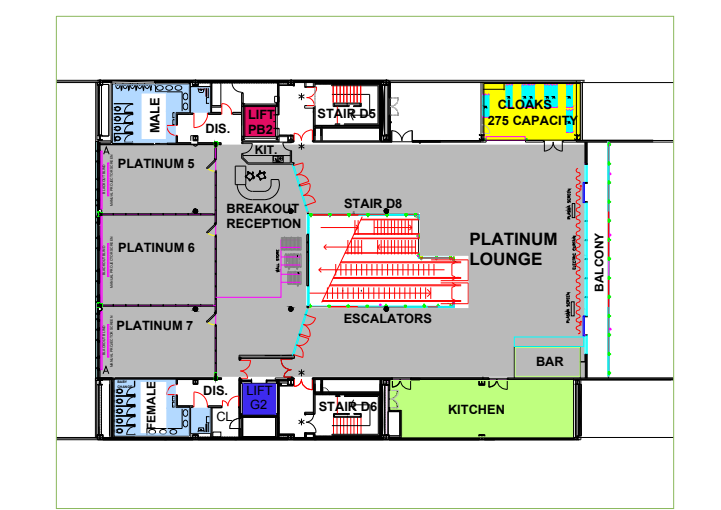 MALE
DIS.
LIFT
PB2
STAIR D5
CLOAKS
275 CAPACITY
KIT.
PLATINUM 5
BREAKOUT
RECEPTION
STAIR D8
PLATINUM 6
PLATINUM
LOUNGE
BALCONY
PLATINUM 7
ESCALATORS
BAR
FEMALE
DIS.
CL.
LIFT
G2
STAIR D6
KITCHEN